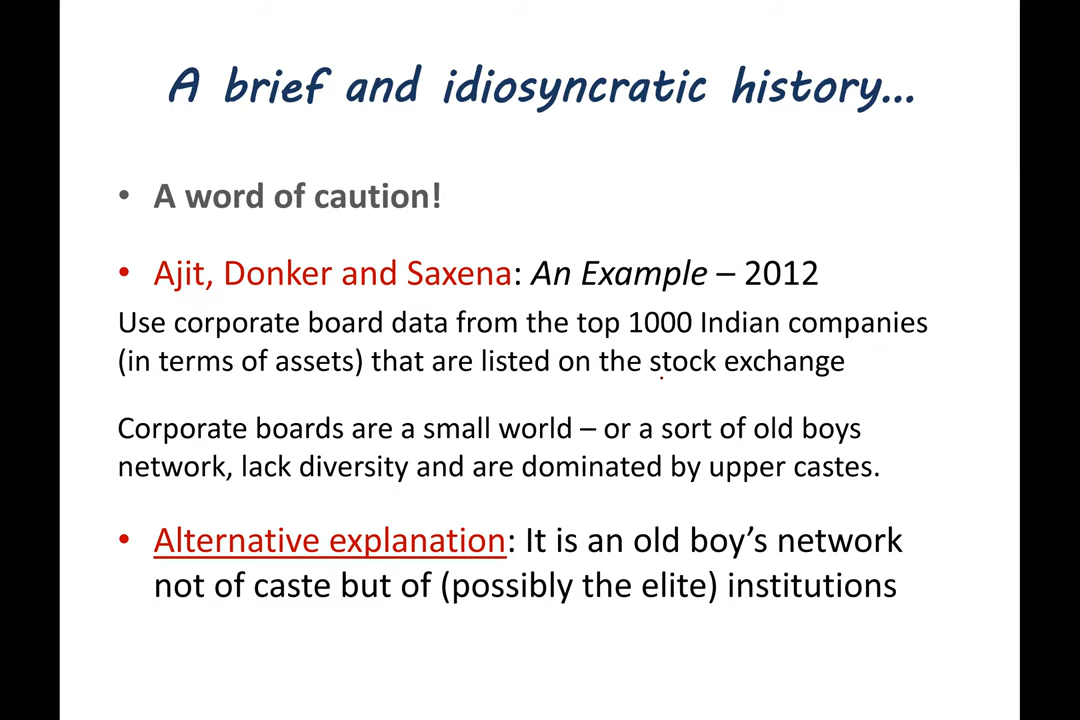 A brief and idiosyncratic history...
• A word of caution!
• Ajit, Donker and Saxena: An Example – 2012
Use corporate board data from the top 1000 Indian companies
(in terms of assets) that are listed on the stock exchange
Corporate boards are a small world – or a sort of old boys
network, lack diversity and are dominated by upper castes.
• Alternative explanation: It is an old boy's network
not of caste but of (possibly the elite) institutions